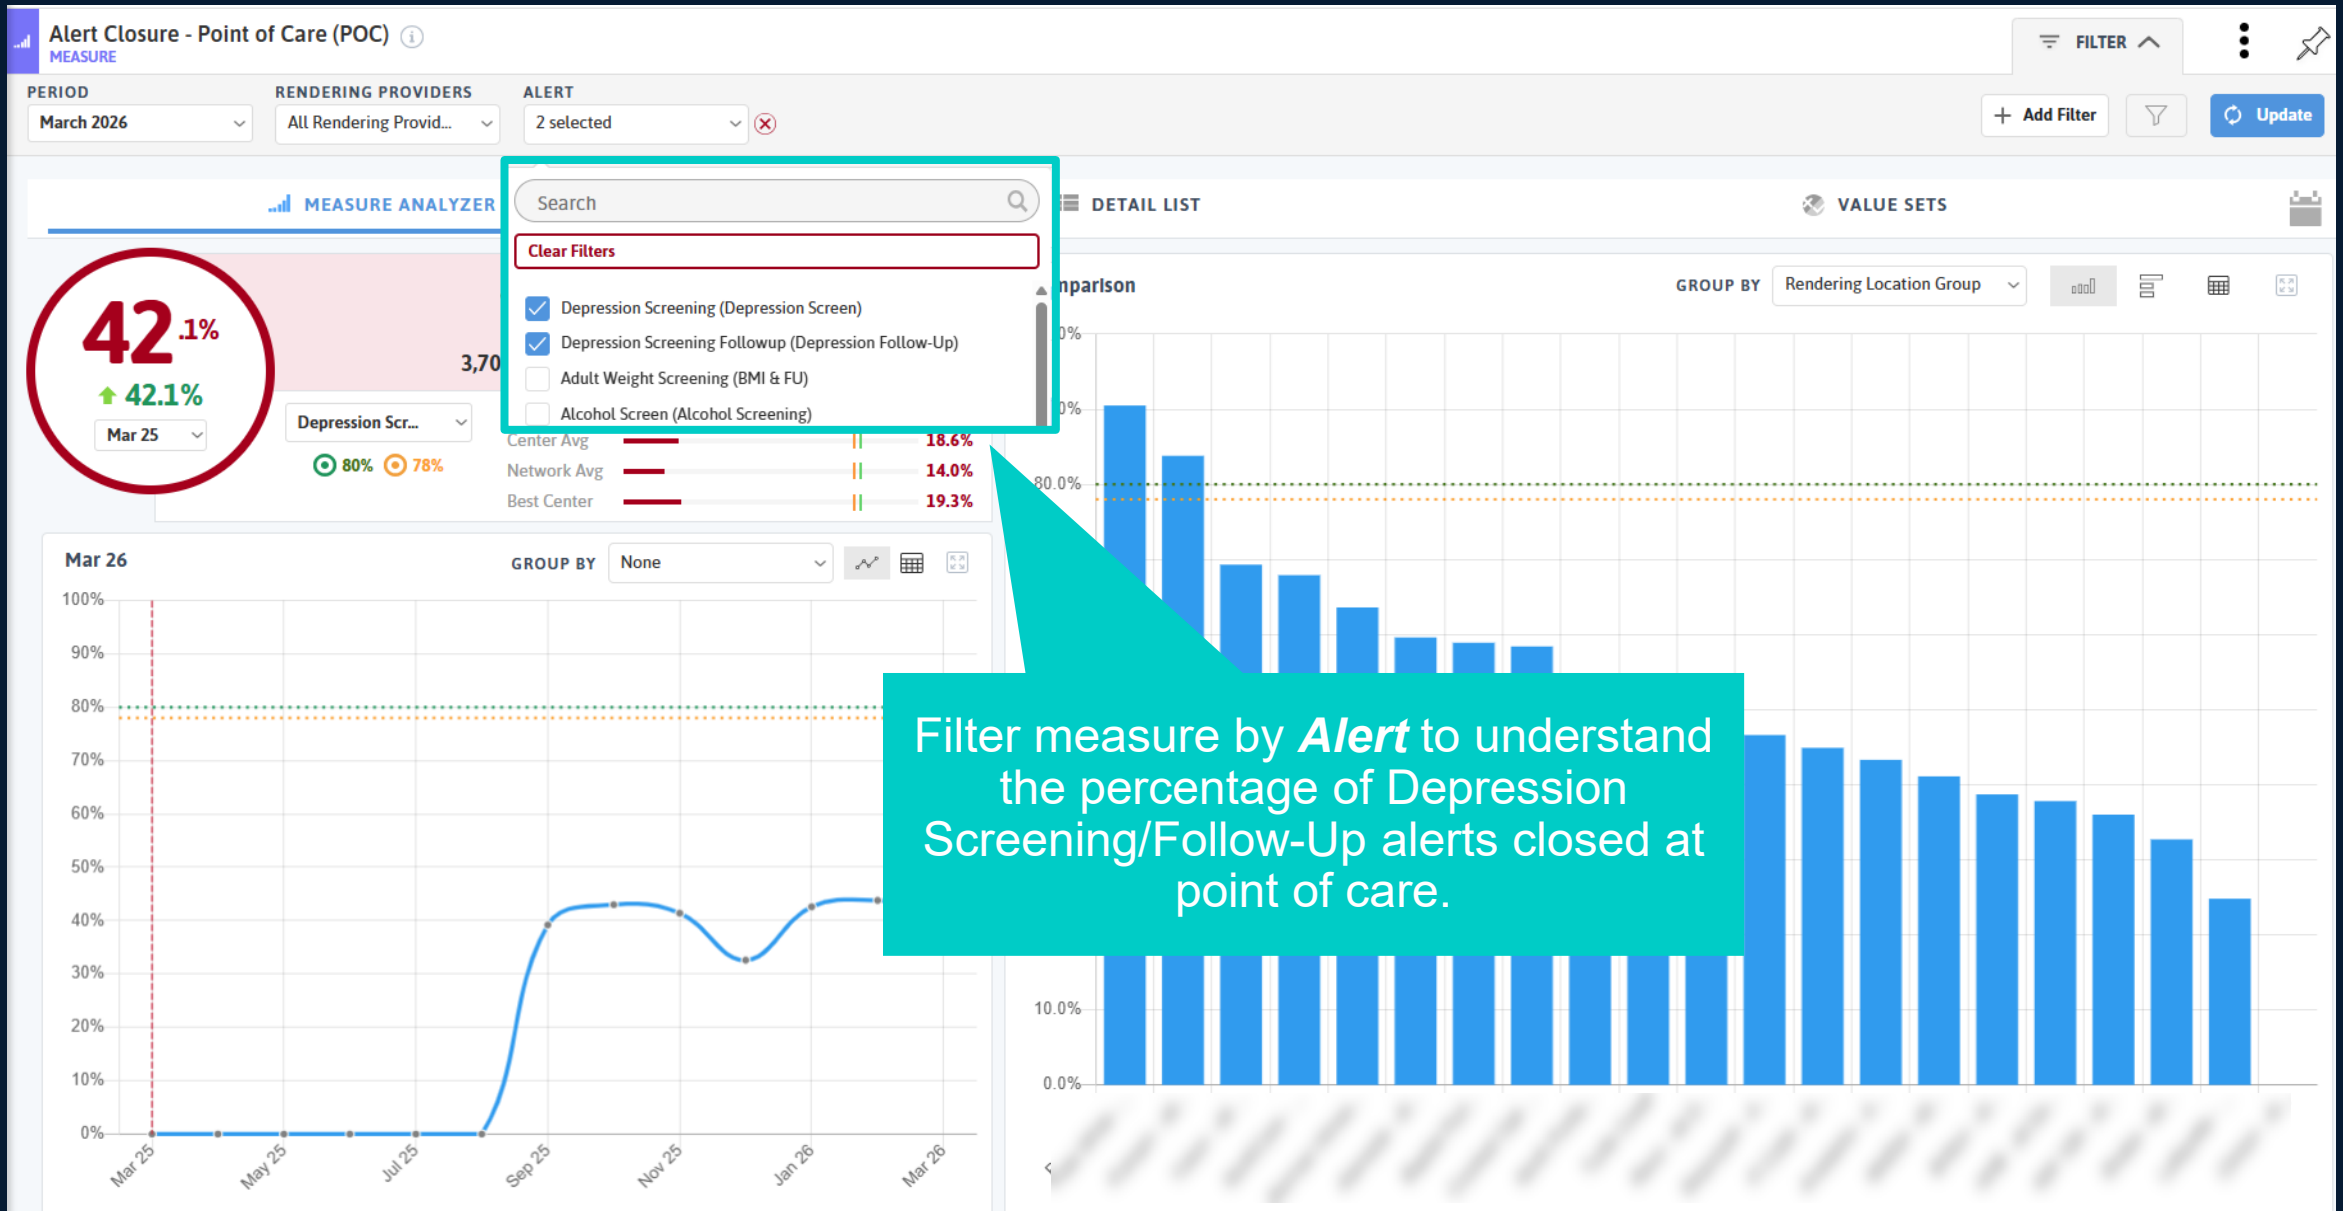 Alert Closure - Point of Care (POC)
MEASURE
FILTER
PERIOD
RENDERING PROVIDERS
ALERT
March 2026
All Rendering Provid...
2 selected
Add Filter
Update
MEASURE ANALYZER
DETAIL LIST
VALUE SETS
Search
Clear Filters
Depression Screening (Depression Screen)
Depression Screening Followup (Depression Follow-Up)
Adult Weight Screening (BMI & FU)
Alcohol Screen (Alcohol Screening)
42.1%
42.1%
Mar 25
3,70
Depression Scr...
80% 78%
Center Avg 18.6%
Network Avg 14.0%
Best Center 19.3%
mparison
GROUP BY Rendering Location Group
0%
0%
80.0%
10.0%
0.0%
Mar 26
GROUP BY None
100%
90%
80%
70%
60%
50%
40%
30%
20%
10%
0%
Mar 25
May 25
Jul 25
Sep 25
Nov 25
Jan 26
Mar 26
Filter measure by Alert to understand
the percentage of Depression
Screening/Follow-Up alerts closed at
point of care.